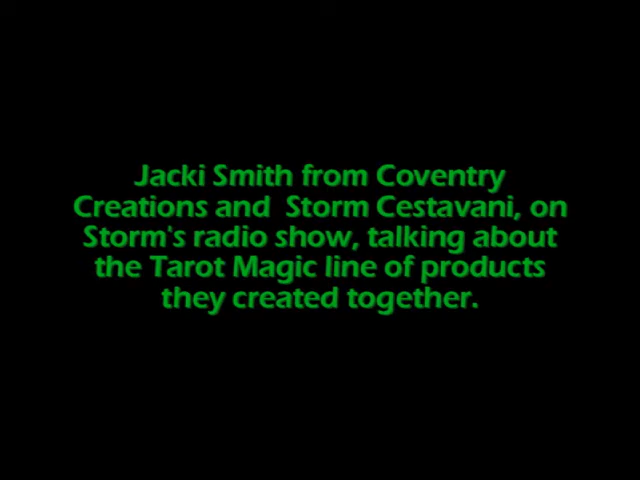 Jacki Smith from Coventry
Creations and  Storm Cestavani, on
Storm's radio show, talking about
the Tarot Magic line of products
they created together.